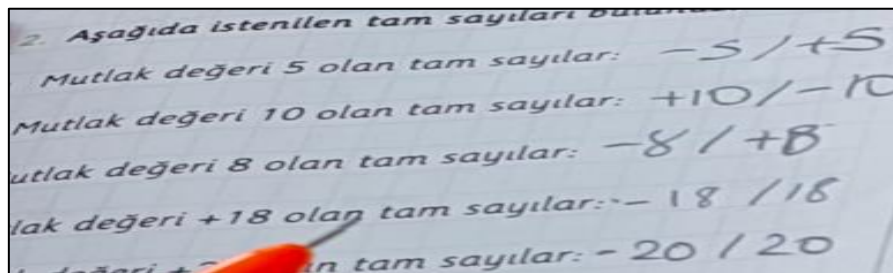 2. Aşağıda istenilen tam sayıları
Mutlak değeri 5 olan tam sayılar: -5 / +5
Mutlak değeri 10 olan tam sayılar: +10 / -10
utlak değeri 8 olan tam sayılar: -8 / +8
lak değeri +18 olan tam sayılar: - 18 / 18
tam sayılar: - 20 / 20